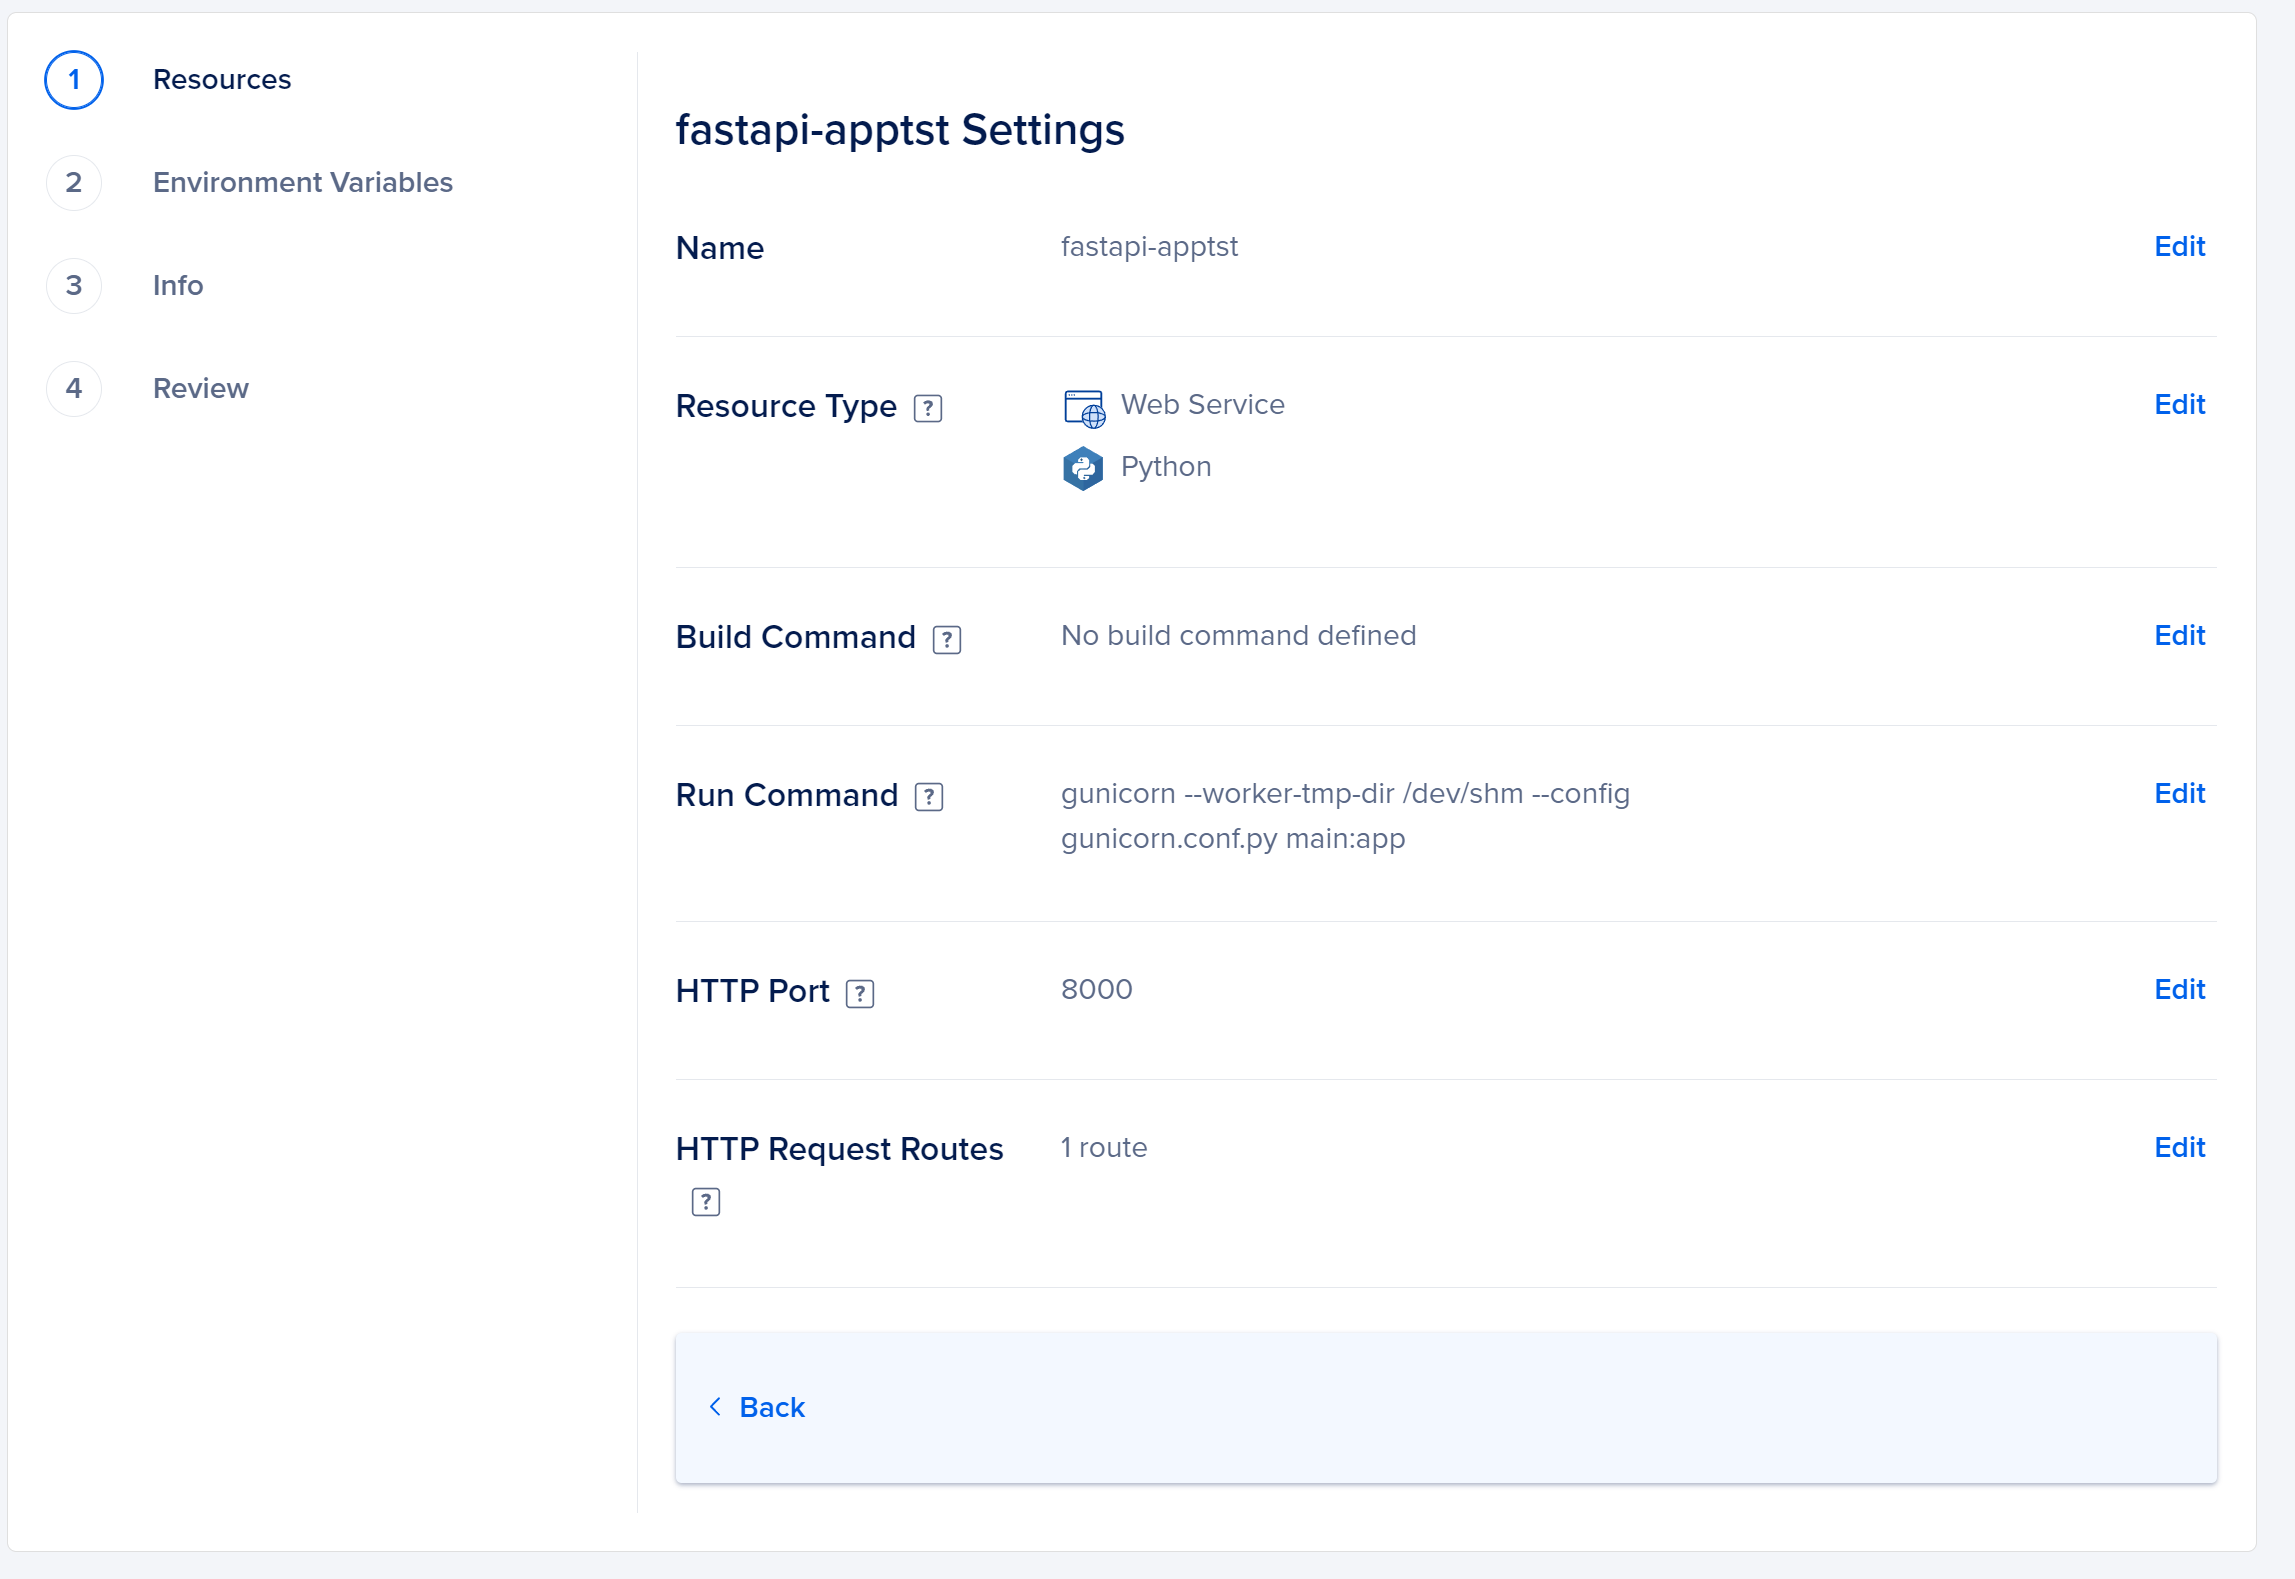 1 Resources
2 Environment Variables
3 Info
4 Review
fastapi-apptst Settings
Name fastapi-apptst Edit
Resource Type ? Web Service Edit
Python
Build Command ? No build command defined Edit
Run Command ? gunicorn --worker-tmp-dir /dev/shm --config Edit
gunicorn.conf.py main:app
HTTP Port ? 8000 Edit
HTTP Request Routes 1 route Edit
?
Back